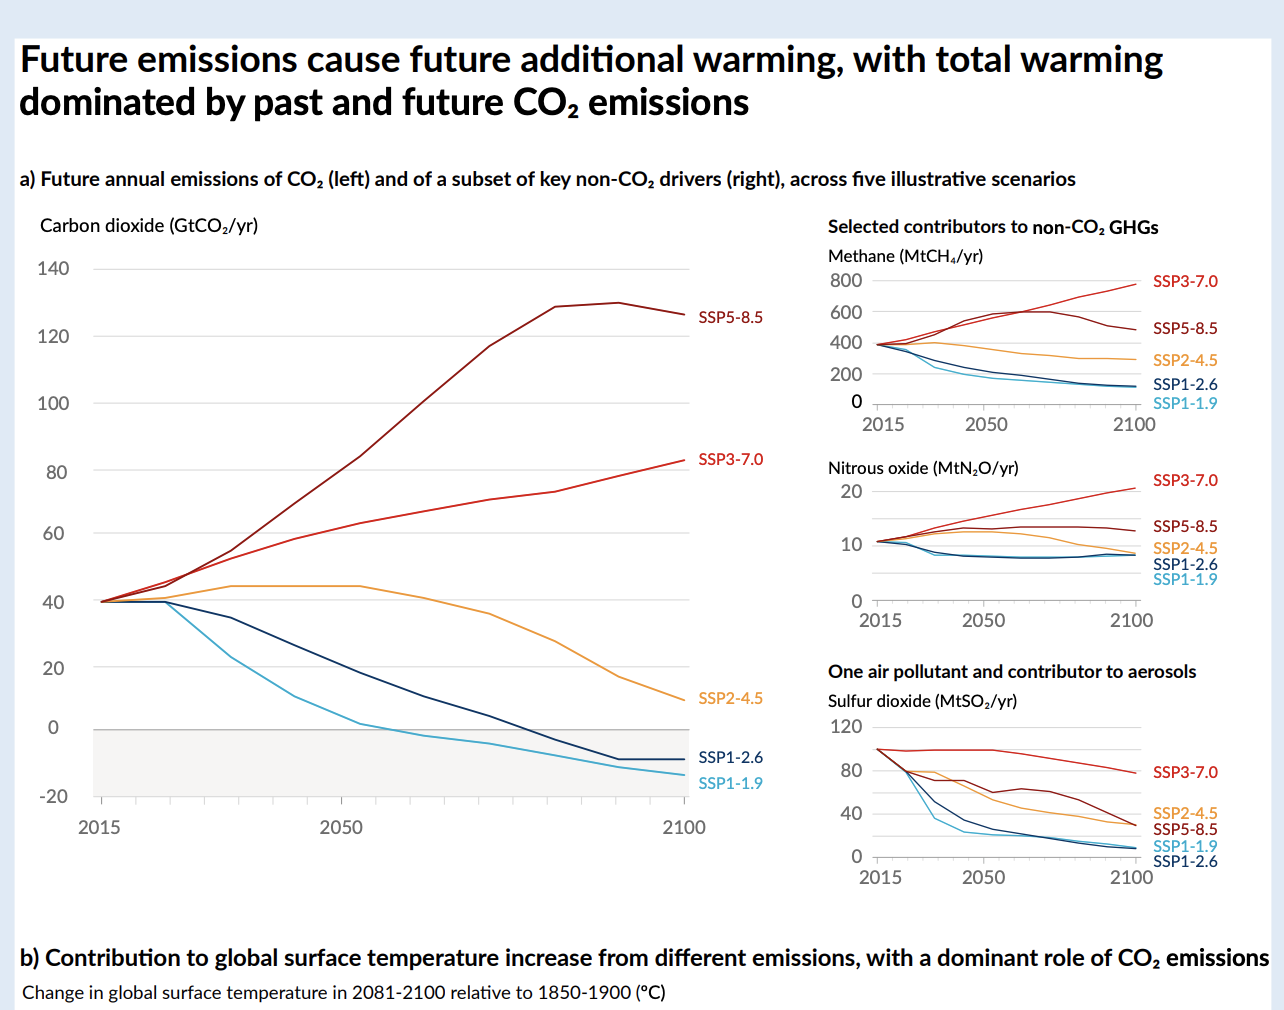 Future emissions cause future additional warming, with total warming
dominated by past and future CO₂ emissions
a) Future annual emissions of CO₂ (left) and of a subset of key non-CO₂ drivers (right), across five illustrative scenarios
Carbon dioxide (GtCO₂/yr)
140
120
100
80
60
40
20
0
-20
2015
2050
2100
SSP5-8.5
SSP3-7.0
SSP2-4.5
SSP1-2.6
SSP1-1.9
Selected contributors to non-CO₂ GHGs
Methane (MtCH₄/yr)
800
600
400
200
0
2015
2050
2100
SSP3-7.0
SSP5-8.5
SSP2-4.5
SSP1-2.6
SSP1-1.9
Nitrous oxide (MtN₂O/yr)
20
10
0
2015
2050
2100
SSP3-7.0
SSP5-8.5
SSP2-4.5
SSP1-2.6
SSP1-1.9
One air pollutant and contributor to aerosols
Sulfur dioxide (MtSO₂/yr)
120
80
40
0
2015
2050
2100
SSP3-7.0
SSP2-4.5
SSP5-8.5
SSP1-1.9
SSP1-2.6
b) Contribution to global surface temperature increase from different emissions, with a dominant role of CO₂ emissions
Change in global surface temperature in 2081-2100 relative to 1850-1900 (°C)